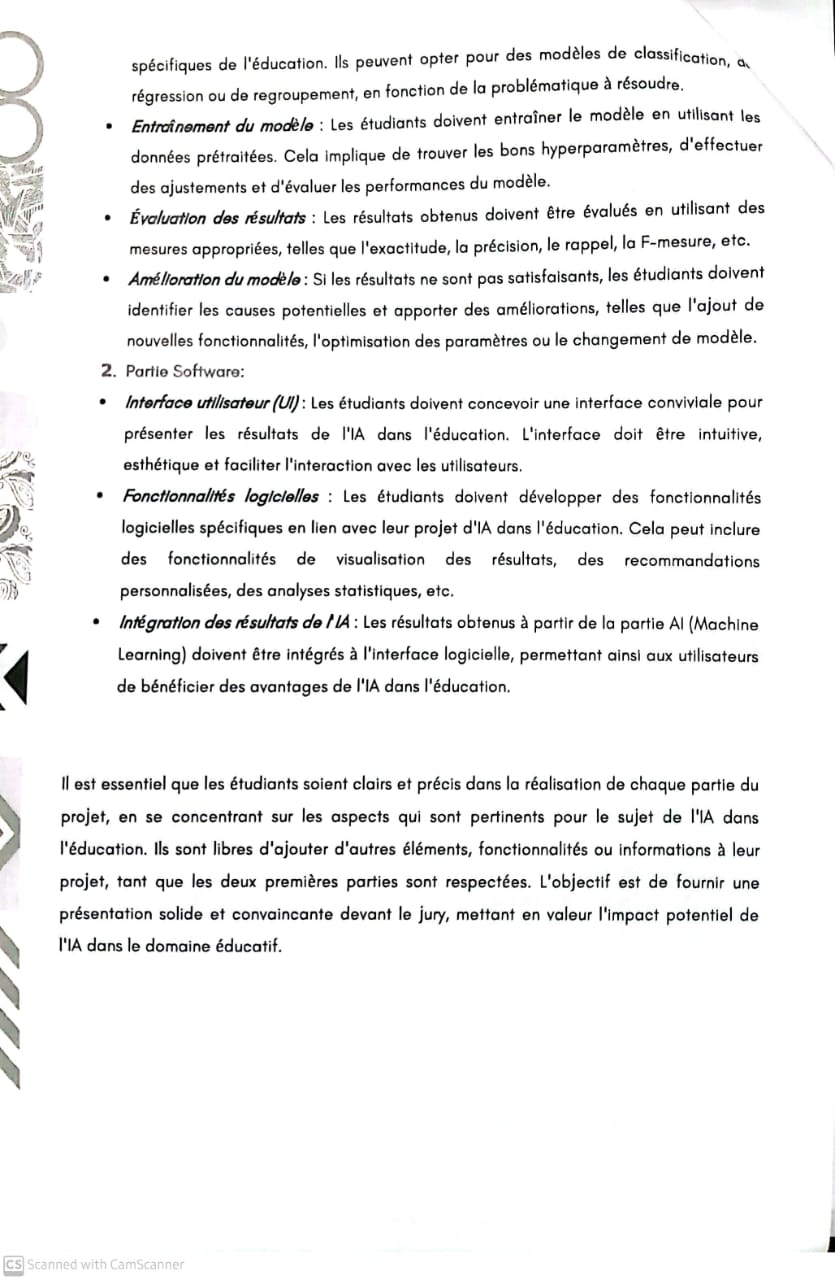 spécifiques de l'éducation. Ils peuvent opter pour des modèles de classification,
régression ou de regroupement, en fonction de la problématique à résoudre.
• Entraînement du modèle : Les étudiants doivent entraîner le modèle en utilisant les
données prétraitées. Cela implique de trouver les bons hyperparamètres, d'effectuer
des ajustements et d'évaluer les performances du modèle.
• Évaluation des résultats : Les résultats obtenus doivent être évalués en utilisant des
mesures appropriées, telles que l'exactitude, la précision, le rappel, la F-mesure, etc.
• Amélioration du modèle : Si les résultats ne sont pas satisfaisants, les étudiants doivent
identifier les causes potentielles et apporter des améliorations, telles que l'ajout de
nouvelles fonctionnalités, l'optimisation des paramètres ou le changement de modèle.
2. Partie Software:
• Interface utilisateur (UI) : Les étudiants doivent concevoir une interface conviviale pour
présenter les résultats de l'IA dans l'éducation. L'interface doit être intuitive,
esthétique et faciliter l'interaction avec les utilisateurs.
• Fonctionnalités logicielles : Les étudiants doivent développer des fonctionnalités
logicielles spécifiques en lien avec leur projet d'IA dans l'éducation. Cela peut inclure
des fonctionnalités de visualisation des résultats, des recommandations
personnalisées, des analyses statistiques, etc.
• Intégration des résultats de l'IA : Les résultats obtenus à partir de la partie AI (Machine
Learning) doivent être intégrés à l'interface logicielle, permettant ainsi aux utilisateurs
de bénéficier des avantages de l'IA dans l'éducation.
Il est essentiel que les étudiants soient clairs et précis dans la réalisation de chaque partie du
projet, en se concentrant sur les aspects qui sont pertinents pour le sujet de l'IA dans
l'éducation. Ils sont libres d'ajouter d'autres éléments, fonctionnalités ou informations à leur
projet, tant que les deux premières parties sont respectées. L'objectif est de fournir une
présentation solide et convaincante devant le jury, mettant en valeur l'impact potentiel de
l'IA dans le domaine éducatif.
CS Scanned with CamScanner